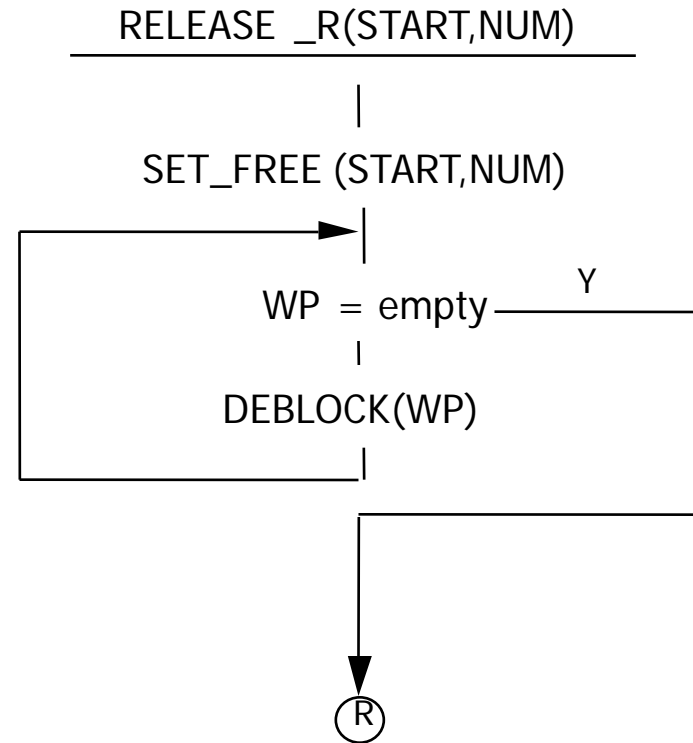 RELEASE _R(START,NUM)
SET_FREE (START,NUM)
WP = empty Y
DEBLOCK(WP)
R